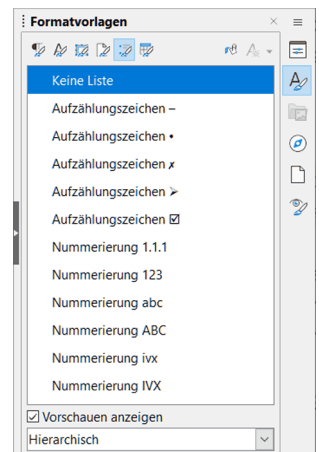 Formatvorlagen
Keine Liste
Aufzählungszeichen –
Aufzählungszeichen •
Aufzählungszeichen ✗
Aufzählungszeichen ➢
Aufzählungszeichen ☑
Nummerierung 1.1.1
Nummerierung 123
Nummerierung abc
Nummerierung ABC
Nummerierung ivx
Nummerierung IVX
Vorschauen anzeigen
Hierarchisch